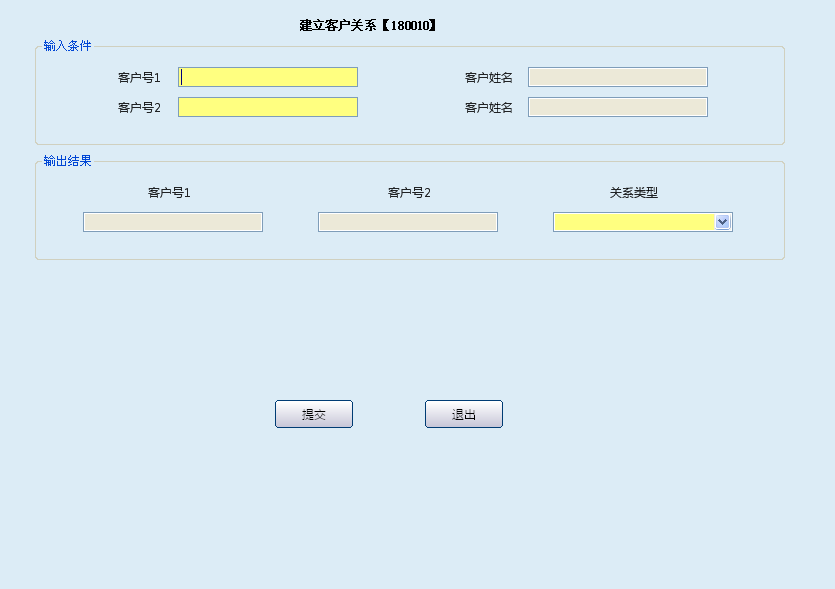 建立客户关系【180010】
输入条件
客户号1 客户姓名
客户号2 客户姓名
输出结果
客户号1 客户号2 关系类型
提交 退出